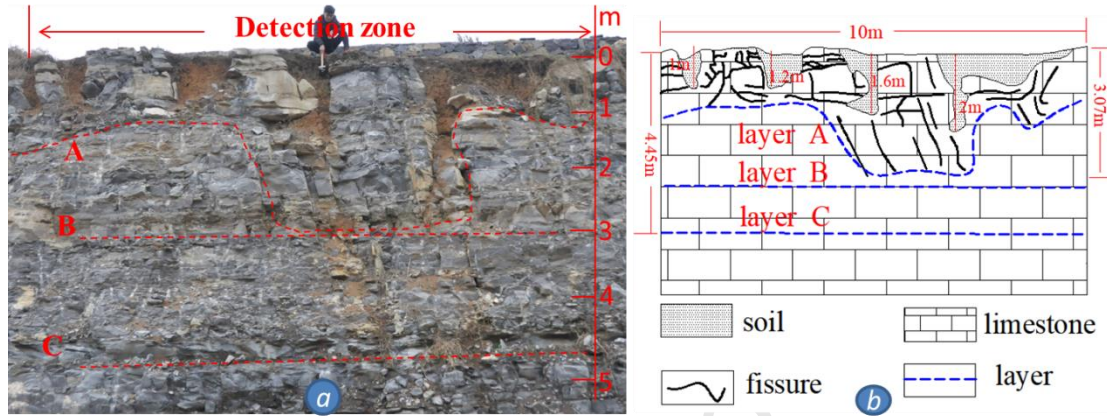 Detection zone
m
0
1
2
3
4
5
A
B
C
a
10m
1m
1.2m
1.6m
2m
4.45m
3.07m
layer A
layer B
layer C
soil
limestone
fissure
layer
b